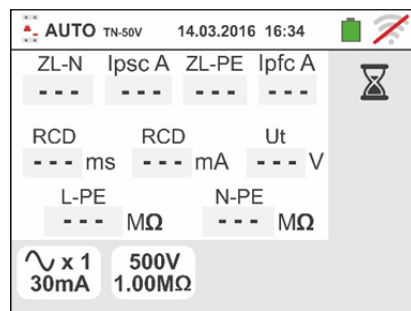 AUTO TN-50V 14.03.2016 16:34
ZL-N Ipsc A ZL-PE Ipfc A
- - - - - - - - - - - -
RCD RCD Ut
- - - ms - - - mA - - - V
L-PE N-PE
- - - MΩ - - - MΩ
x 1 500V
30mA 1.00MΩ